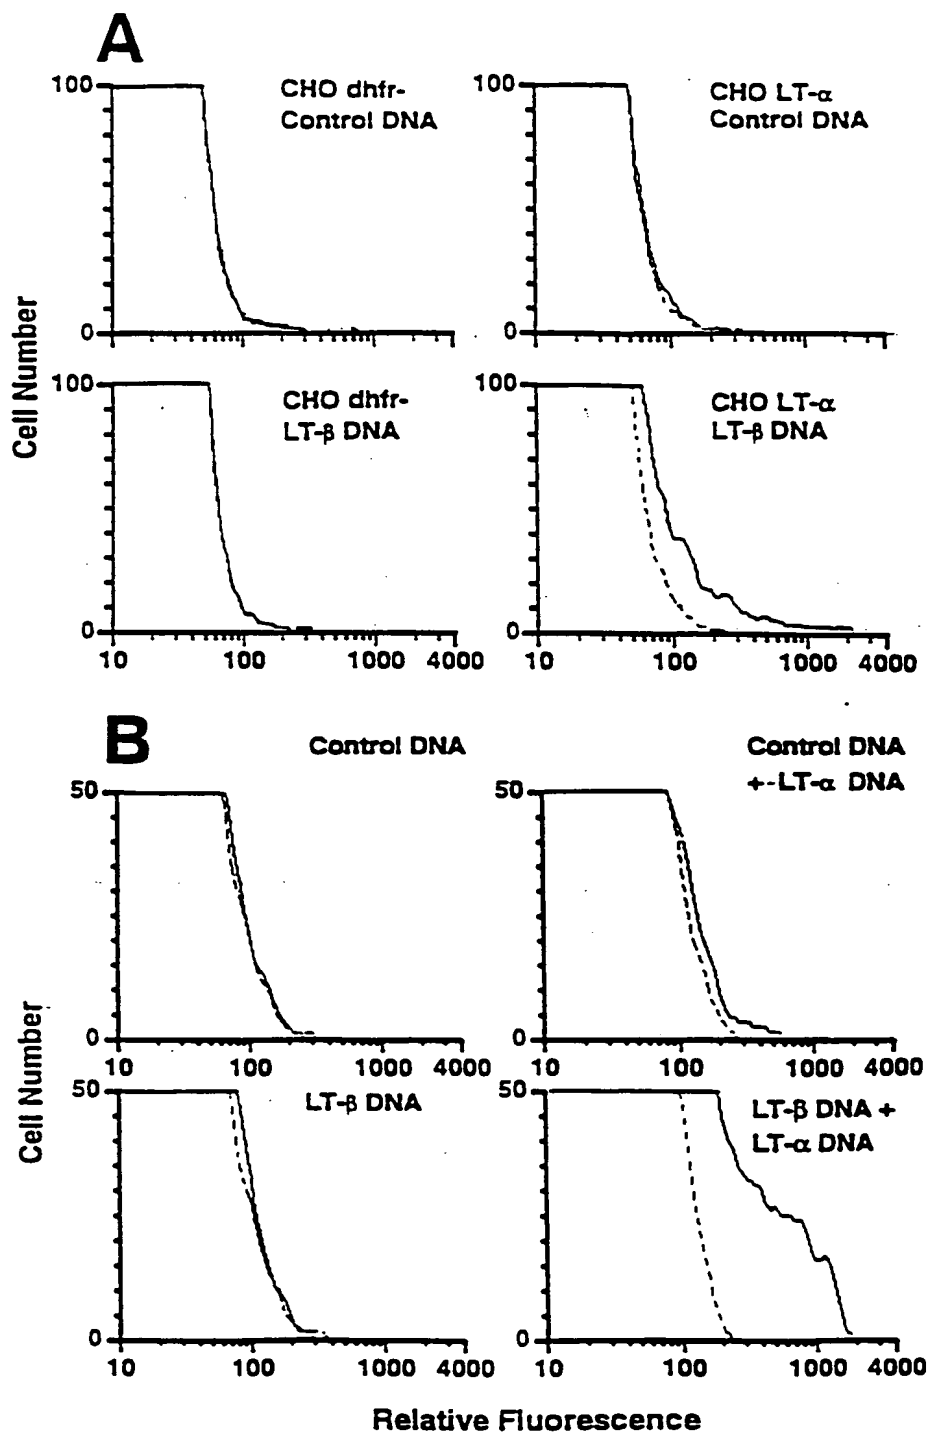 A
100
CHO dhfr-
Control DNA
0
100
CHO LT-α
Control DNA
0
Cell Number
100
CHO dhfr-
LT-β DNA
0
10 100 1000 4000
100
CHO LT-α
LT-β DNA
0
10 100 1000 4000
B
Control DNA
50
0
10 100 1000 4000
Control DNA
+-LT-α DNA
50
0
10 100 1000 4000
Cell Number
50
LT-β DNA
0
10 100 1000 4000
50
LT-β DNA +
LT-α DNA
0
10 100 1000 4000
Relative Fluorescence